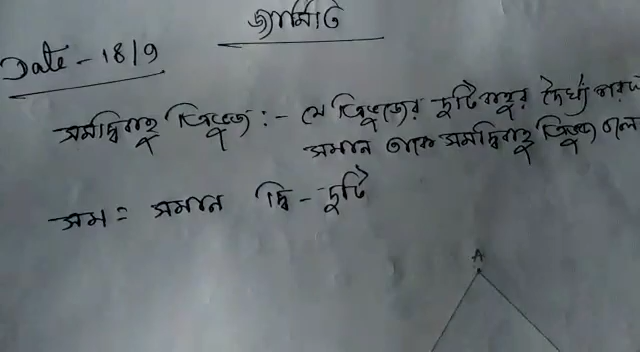 জ্যামিতি
Date - 18/9
সমদ্বিবাহু ত্রিভুজ :- যে ত্রিভুজের দুটি বাহুর দৈর্ঘ্য
সমান তাকে সমদ্বিবাহু ত্রিভুজ বলে
সম = সমান দ্বি - দুটি
A